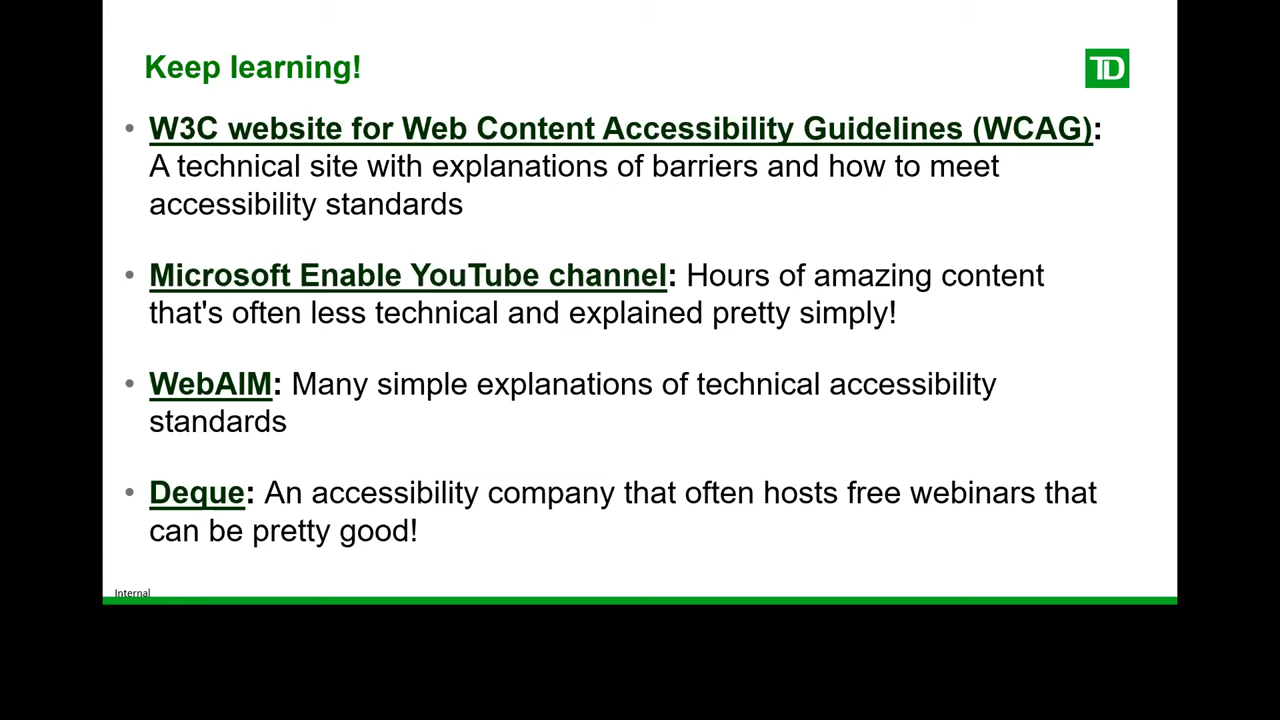 Keep learning!
TD
• W3C website for Web Content Accessibility Guidelines (WCAG):
A technical site with explanations of barriers and how to meet
accessibility standards
• Microsoft Enable YouTube channel: Hours of amazing content
that's often less technical and explained pretty simply!
• WebAIM: Many simple explanations of technical accessibility
standards
• Deque: An accessibility company that often hosts free webinars that
can be pretty good!
Internal